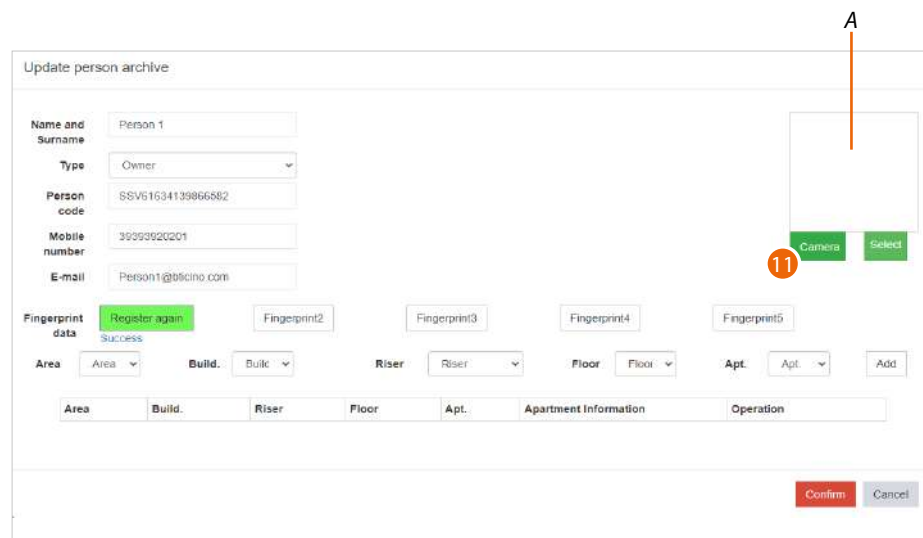 A
Update person archive
Name and Surname Person 1
Type Owner
Person code SSV61634139866582
Mobile number 39393920201
Camera Select
11
E-mail Person1@bticino.com
Fingerprint data Register again Fingerprint2 Fingerprint3 Fingerprint4 Fingerprint5
Success
Area Area Build. Builc Riser Riser Floor Floor Apt. Apt. Add
Area Build. Riser Floor Apt. Apartment Information Operation
Confirm Cancel